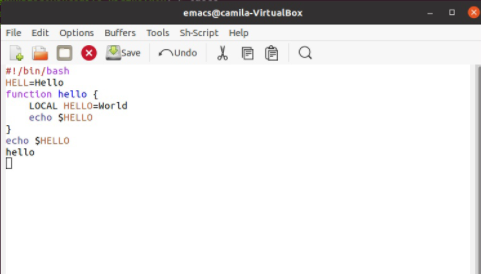 emacs@camila-VirtualBox
File Edit Options Buffers Tools Sh-Script Help
Save Undo
#!/bin/bash
HELL=Hello
function hello {
    LOCAL HELLO=World
    echo $HELLO
}
echo $HELLO
hello